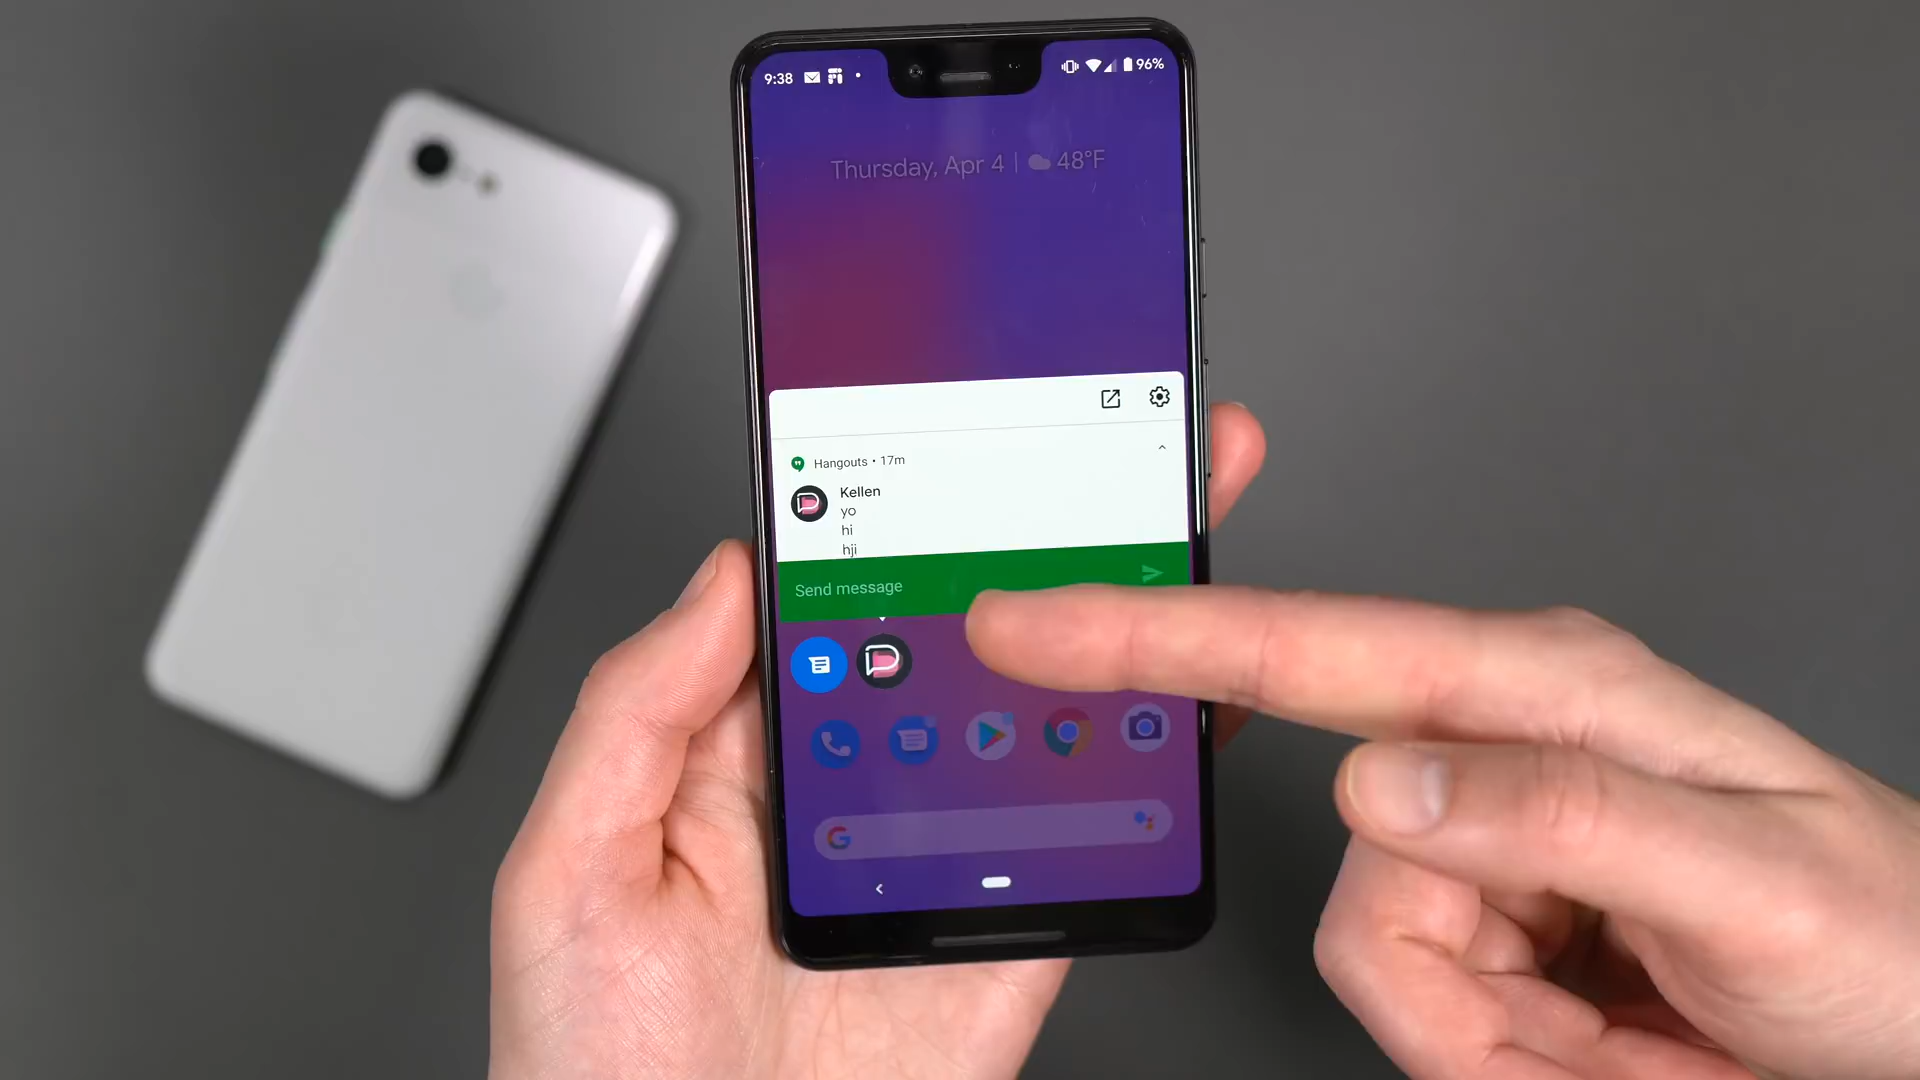 9:38
96%
Thursday, Apr 4 | 48°F
Hangouts • 17m
Kellen
yo
hi
hji
Send message